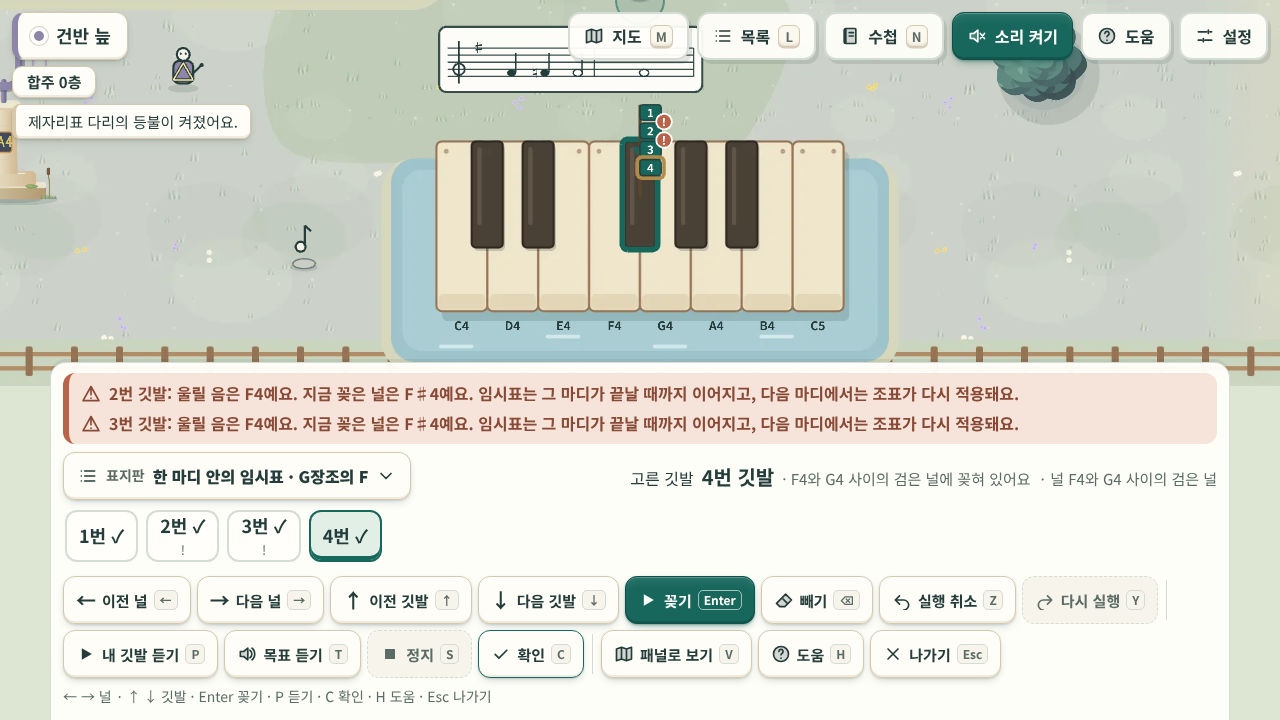 건반 늪
지도 M
목록 L
수첩 N
소리 켜기
도움
설정
합주 0층
제자리표 다리의 등불이 켜졌어요.
A4
1
2
!
!
3
4
C4 D4 E4 F4 G4 A4 B4 C5
2번 깃발: 울릴 음은 F4예요. 지금 꽂은 널은 F♯4예요. 임시표는 그 마디가 끝날 때까지 이어지고, 다음 마디에서는 조표가 다시 적용돼요.
3번 깃발: 울릴 음은 F4예요. 지금 꽂은 널은 F♯4예요. 임시표는 그 마디가 끝날 때까지 이어지고, 다음 마디에서는 조표가 다시 적용돼요.
표지판 한 마디 안의 임시표 · G장조의 F
고른 깃발 4번 깃발 · F4와 G4 사이의 검은 널에 꽂혀 있어요 · 널 F4와 G4 사이의 검은 널
1번 ✓
2번 ✓
!
3번 ✓
!
4번 ✓
← 이전 널 ←
→ 다음 널 →
↑ 이전 깃발 ↑
↓ 다음 깃발 ↓
꽂기 Enter
빼기 ⌫
실행 취소 Z
다시 실행 Y
내 깃발 듣기 P
목표 듣기 T
정지 S
확인 C
패널로 보기 V
도움 H
나가기 Esc
← → 널 · ↑ ↓ 깃발 · Enter 꽂기 · P 듣기 · C 확인 · H 도움 · Esc 나가기